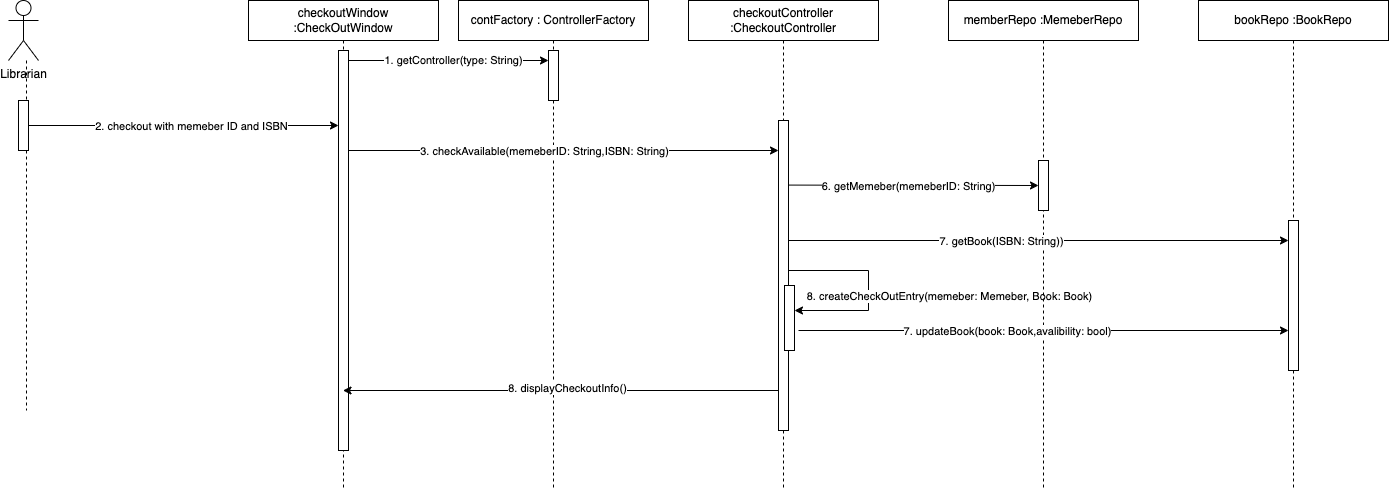 checkoutWindow
:CheckOutWindow
contFactory : ControllerFactory
checkoutController
:CheckoutController
memberRepo :MemeberRepo
bookRepo :BookRepo
Librarian
1. getController(type: String)
2. checkout with memeber ID and ISBN
3. checkAvailable(memeberID: String,ISBN: String)
6. getMemeber(memeberID: String)
7. getBook(ISBN: String))
8. createCheckOutEntry(memeber: Memeber, Book: Book)
7. updateBook(book: Book,avalibility: bool)
8. displayCheckoutInfo()